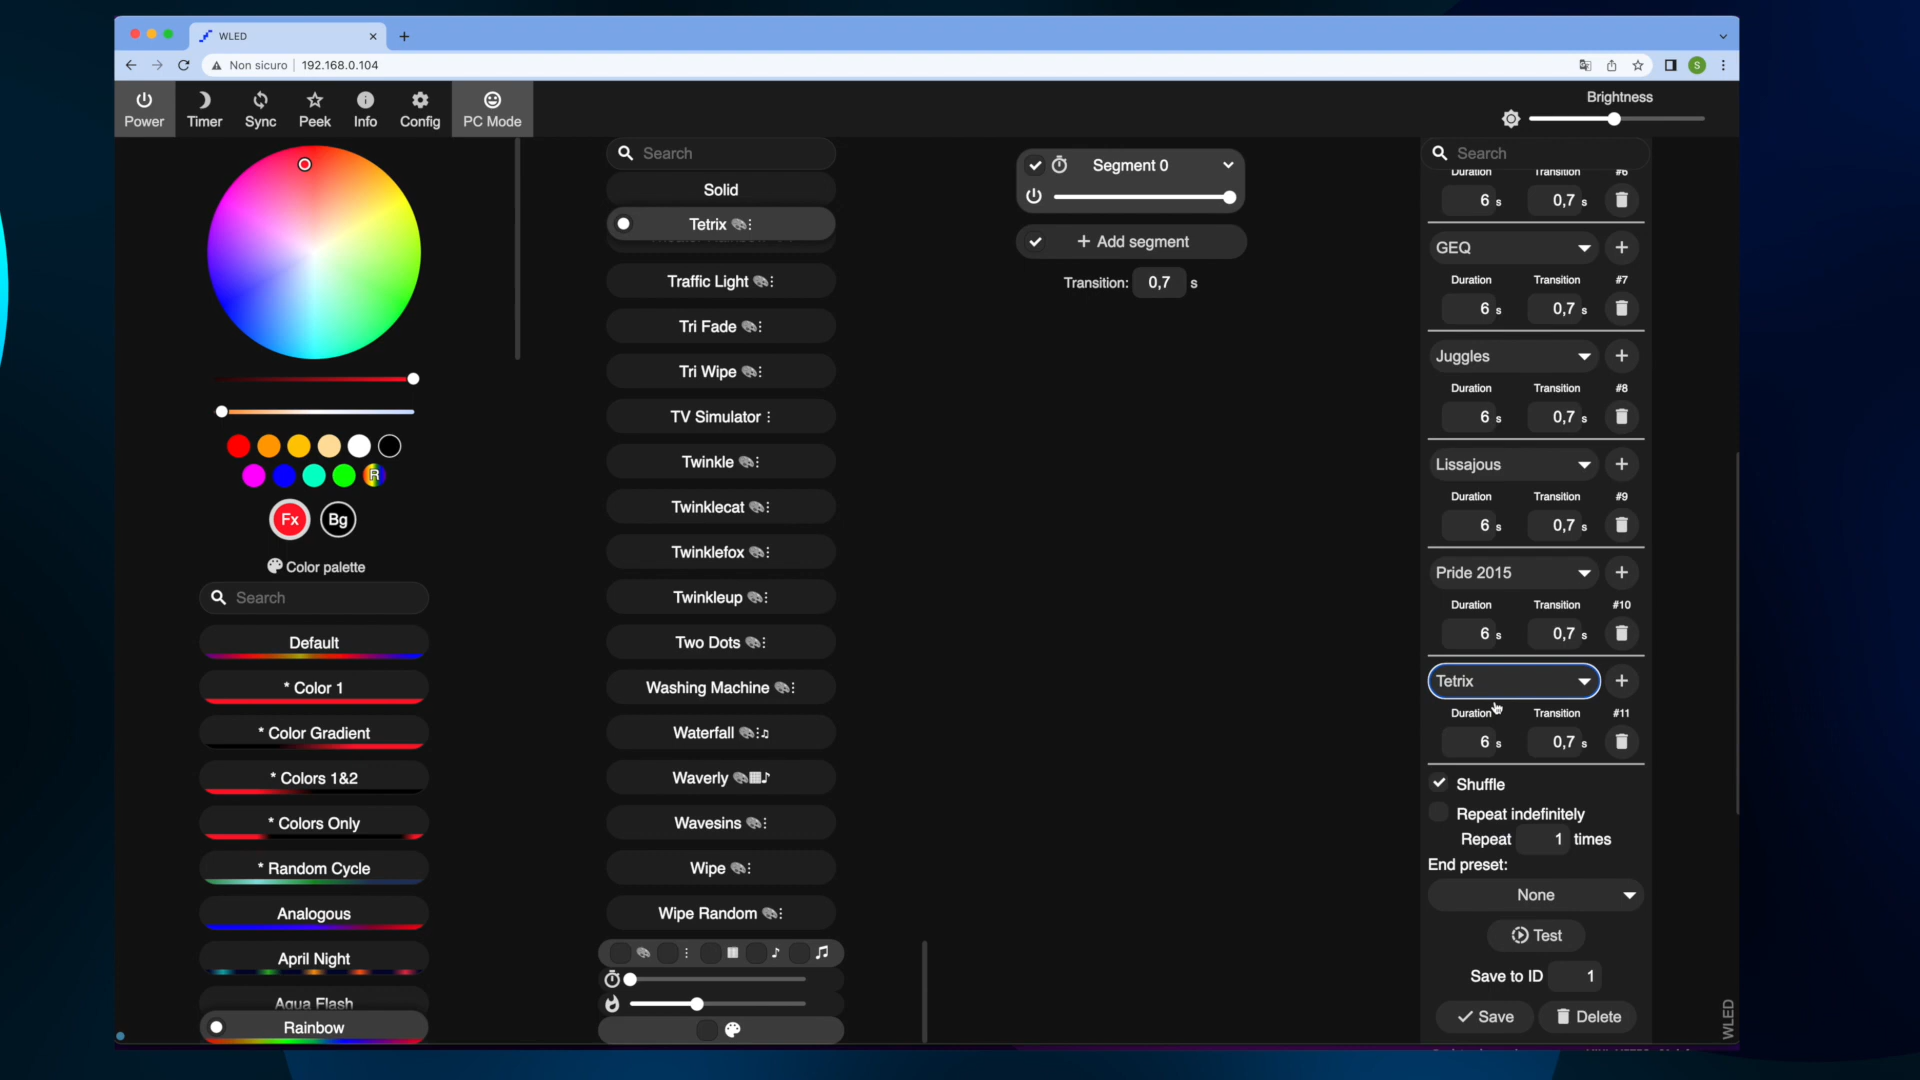 WLED
Non sicuro
192.168.0.104
S
Power
Timer
Sync
Peek
Info
Config
PC Mode
Brightness
R
Fx
Bg
Color palette
Search
Default
* Color 1
* Color Gradient
* Colors 1&2
* Colors Only
* Random Cycle
Analogous
April Night
Aqua Flash
Rainbow
Search
Solid
Tetrix
Traffic Light
Tri Fade
Tri Wipe
TV Simulator
Twinkle
Twinklecat
Twinklefox
Twinkleup
Two Dots
Washing Machine
Waterfall
Waverly
Wavesins
Wipe
Wipe Random
Segment 0
+ Add segment
Transition: 0,7 s
Search
Duration Transition #6
6 s 0,7 s
GEQ
Duration Transition #7
6 s 0,7 s
Juggles
Duration Transition #8
6 s 0,7 s
Lissajous
Duration Transition #9
6 s 0,7 s
Pride 2015
Duration Transition #10
6 s 0,7 s
Tetrix
Duration Transition #11
6 s 0,7 s
Shuffle
Repeat indefinitely
Repeat 1 times
End preset:
None
Test
Save to ID 1
Save
Delete
WLED